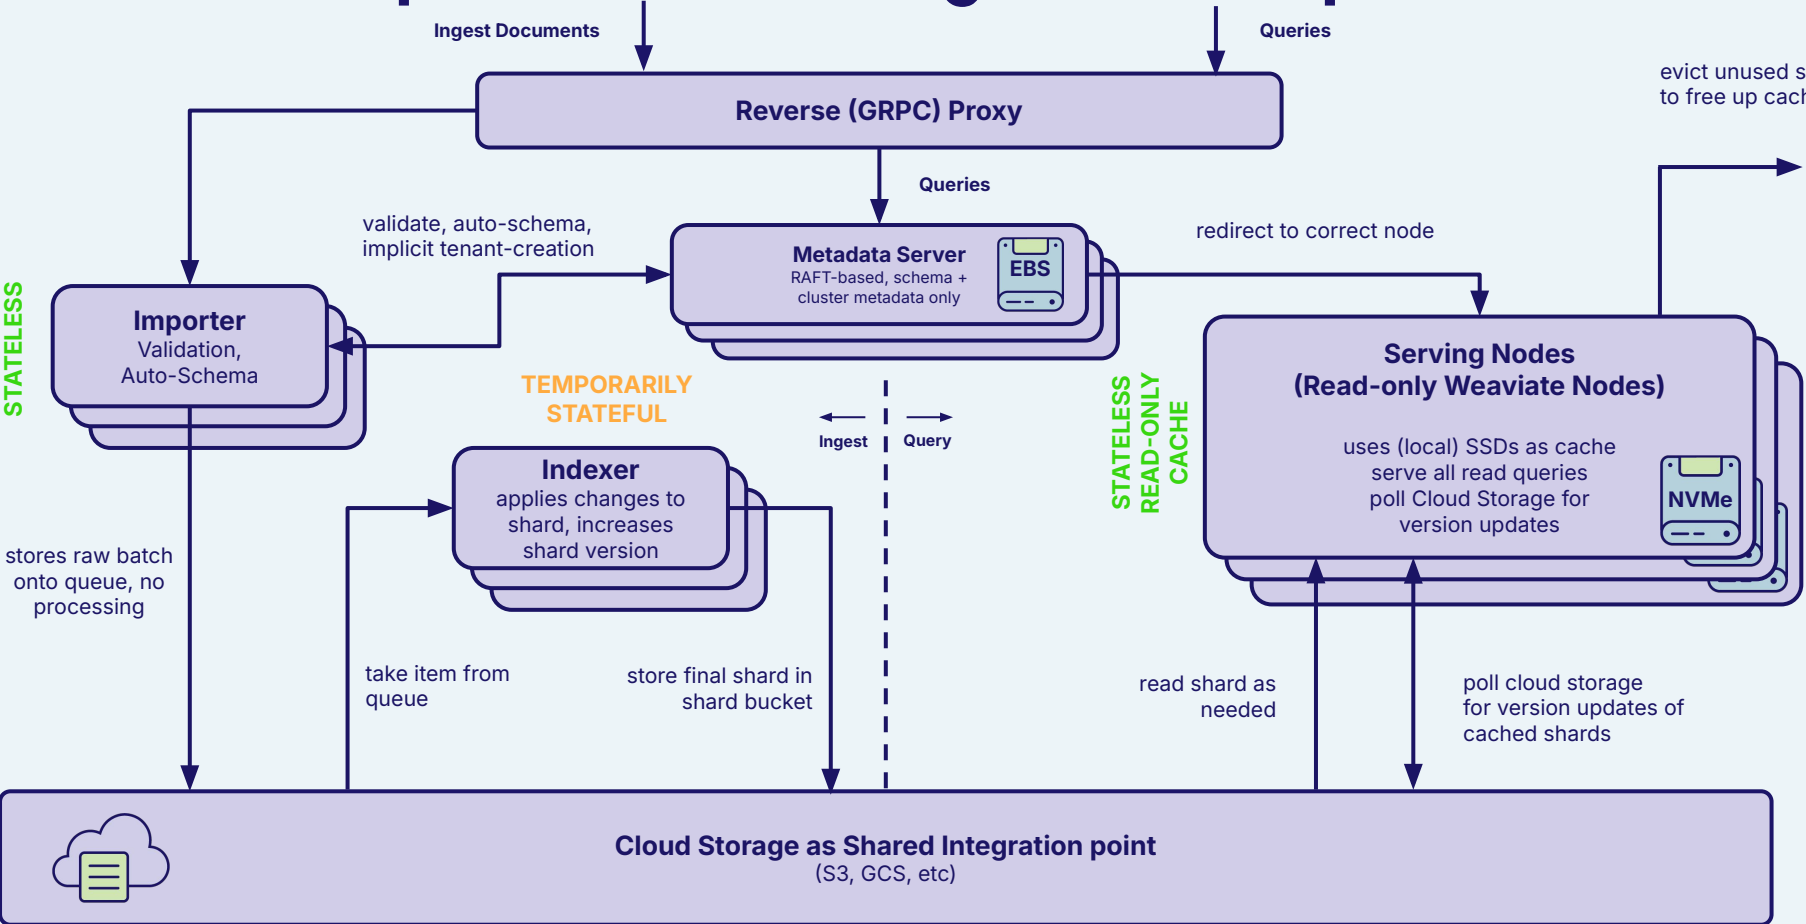 Ingest Documents
Queries
evict unused
to free up
Reverse (GRPC) Proxy
Queries
validate, auto-schema,
implicit tenant-creation
redirect to correct node
Metadata Server
RAFT-based, schema +
cluster metadata only
EBS
STATELESS
Importer
Validation,
Auto-Schema
TEMPORARILY
STATEFUL
Ingest
Query
STATELESS
READ-ONLY
CACHE
Serving Nodes
(Read-only Weaviate Nodes)
uses (local) SSDs as cache
serve all read queries
poll Cloud Storage for
version updates
NVMe
Indexer
applies changes to
shard, increases
shard version
stores raw batch
onto queue, no
processing
take item from
queue
store final shard in
shard bucket
read shard as
needed
poll cloud storage
for version updates of
cached shards
Cloud Storage as Shared Integration point
(S3, GCS, etc)